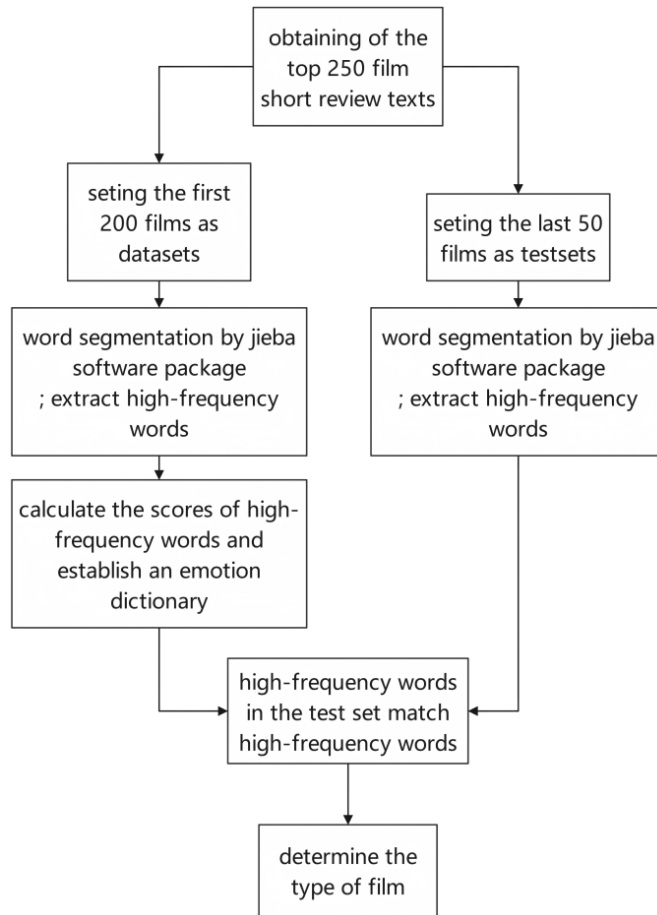 obtaining of the
top 250 film
short review texts
seting the first
200 films as
datasets
seting the last 50
films as testsets
word segmentation by jieba
software package
; extract high-frequency
words
word segmentation by jieba
software package
; extract high-frequency
words
calculate the scores of high-
frequency words and
establish an emotion
dictionary
high-frequency words
in the test set match
high-frequency words
determine the
type of film